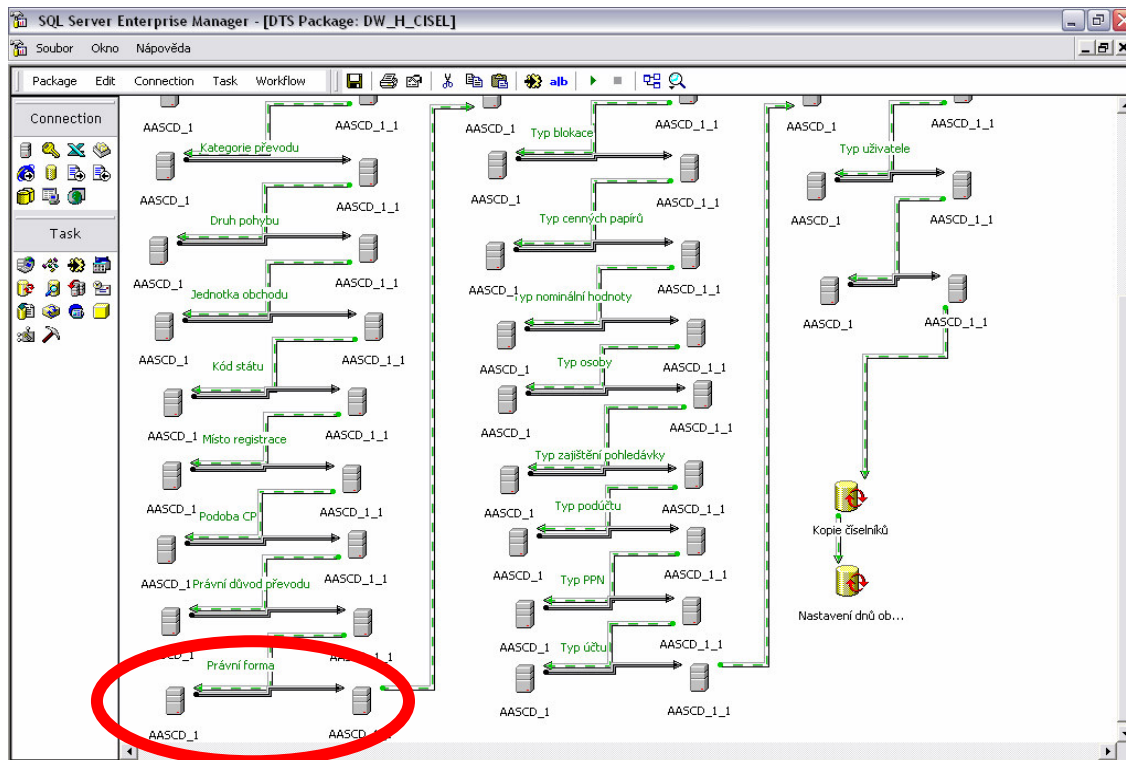 SQL Server Enterprise Manager - [DTS Package: DW_H_CISEL]
Soubor Okno Nápověda
Package Edit Connection Task Workflow alb
Connection
Task
AASCD_1 AASCD_1_1
Kategorie převodu
AASCD_1 AASCD_1_1
Druh pohybu
AASCD_1 AASCD_1_1
Jednotka obchodu
AASCD_1 AASCD_1_1
Kód státu
AASCD_1 AASCD_1_1
Místo registrace
AASCD_1 AASCD_1_1
Podoba CP
AASCD_1 AASCD_1_1
Právní důvod převodu
AASCD_1 AASCD_1_1
Právní forma
AASCD_1
AASCD_1 AASCD_1_1
Typ blokace
AASCD_1 AASCD_1_1
Typ cenných papírů
AASCD_1 AASCD_1_1
Typ nominální hodnoty
AASCD_1 AASCD_1_1
Typ osoby
AASCD_1 AASCD_1_1
Typ zajištění pohledávky
AASCD_1 AASCD_1_1
Typ podúčtu
AASCD_1 AASCD_1_1
Typ PPN
AASCD_1 AASCD_1_1
Typ účtu
AASCD_1 AASCD_1_1
AASCD_1 AASCD_1_1
Typ uživatele
AASCD_1 AASCD_1_1
AASCD_1 AASCD_1_1
Kopie číselníků
Nastavení dnů ob...